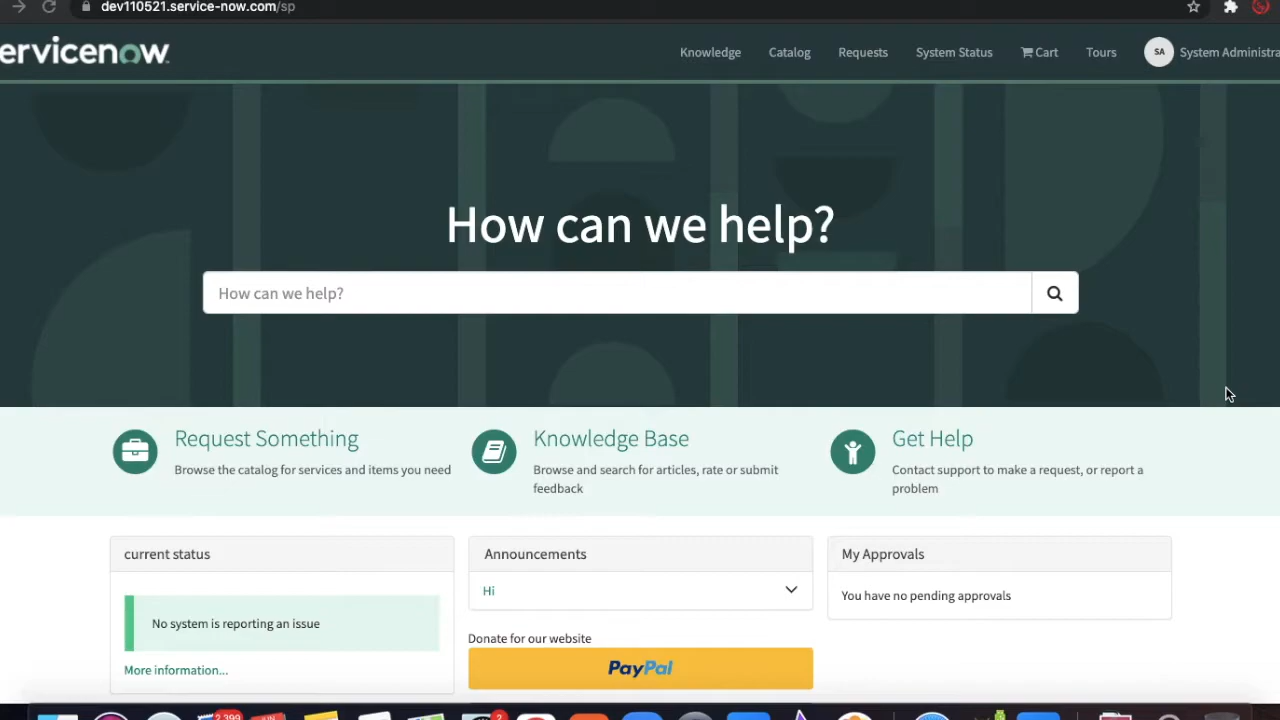 dev110521.service-now.com/sp
ervicenow
Knowledge
Catalog
Requests
System Status
Cart
Tours
SA
System Administra
How can we help?
How can we help?
Request Something
Browse the catalog for services and items you need
Knowledge Base
Browse and search for articles, rate or submit
feedback
Get Help
Contact support to make a request, or report a
problem
current status
No system is reporting an issue
More information...
Announcements
Hi
Donate for our website
PayPal
My Approvals
You have no pending approvals
2,399
JUN
2